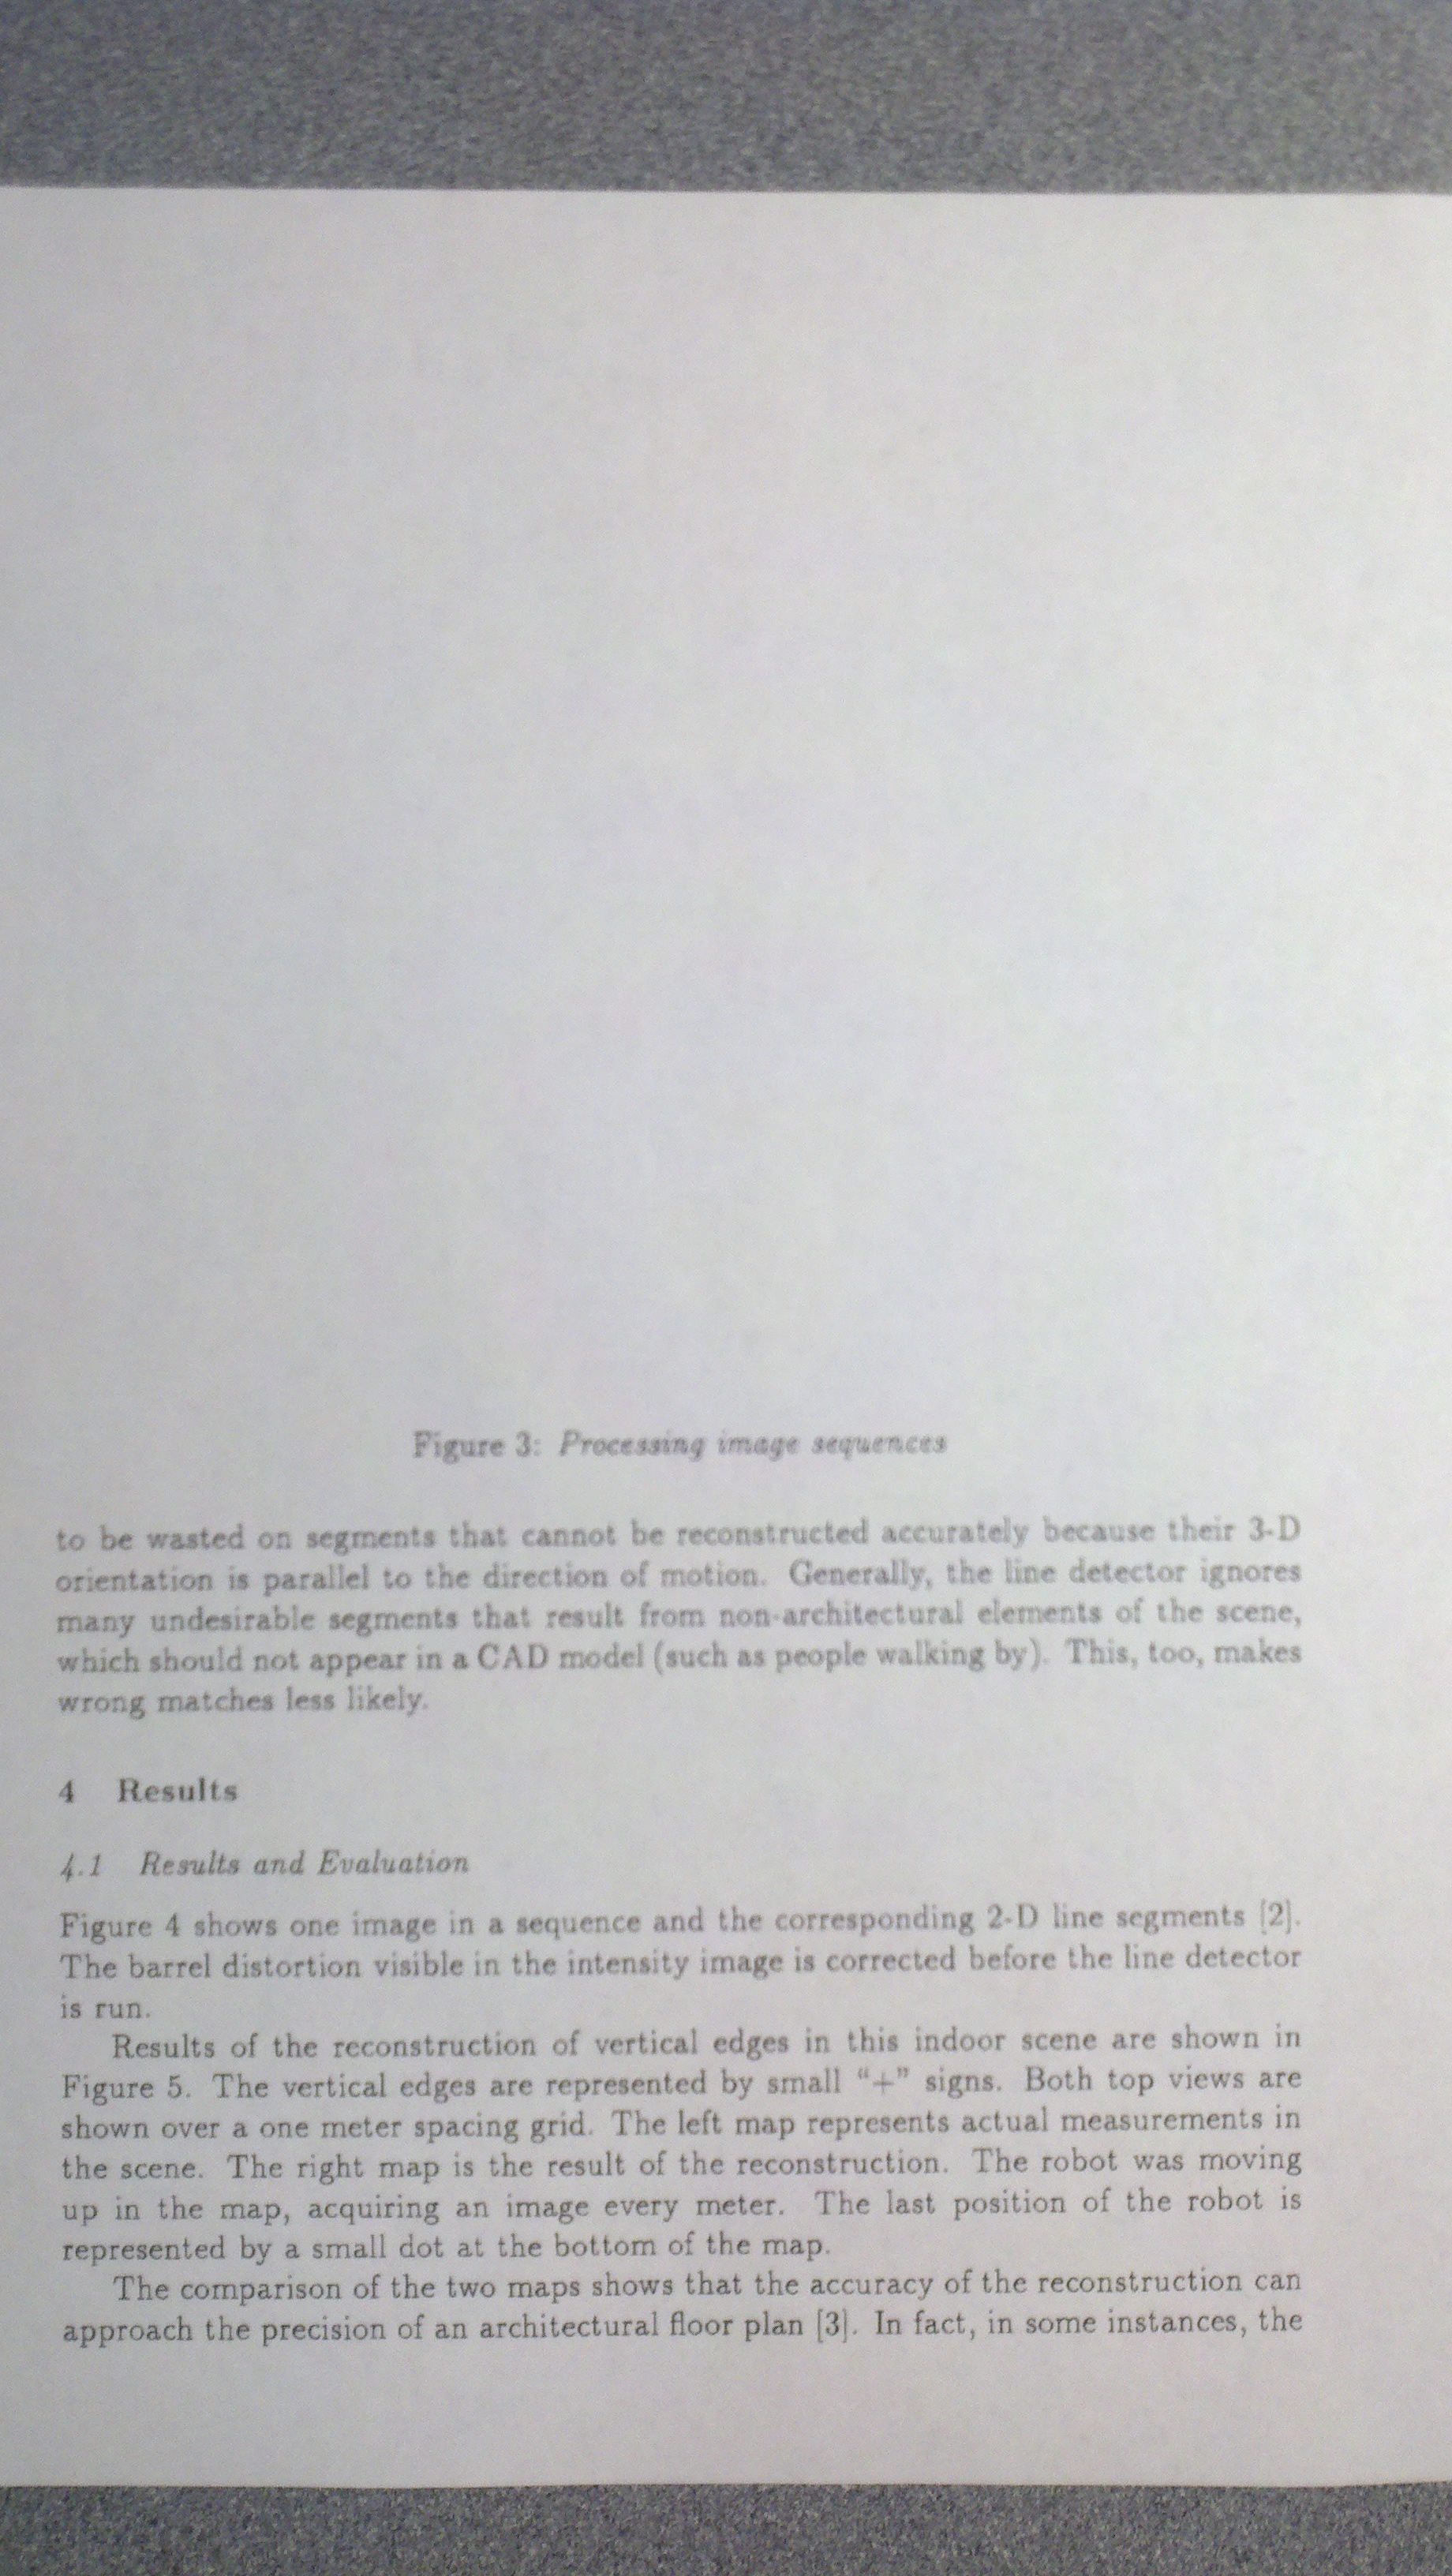 Figure 3: Processing image sequences
to be wasted on segments that cannot be reconstructed accurately because their 3-D
orientation is parallel to the direction of motion. Generally, the line detector ignores
many undesirable segments that result from non-architectural elements of the scene,
which should not appear in a CAD model (such as people walking by). This, too, makes
wrong matches less likely.
4 Results
4.1 Results and Evaluation
Figure 4 shows one image in a sequence and the corresponding 2-D line segments [2].
The barrel distortion visible in the intensity image is corrected before the line detector
is run.
Results of the reconstruction of vertical edges in this indoor scene are shown in
Figure 5. The vertical edges are represented by small “+” signs. Both top views are
shown over a one meter spacing grid. The left map represents actual measurements in
the scene. The right map is the result of the reconstruction. The robot was moving
up in the map, acquiring an image every meter. The last position of the robot is
represented by a small dot at the bottom of the map.
The comparison of the two maps shows that the accuracy of the reconstruction can
approach the precision of an architectural floor plan [3]. In fact, in some instances, the